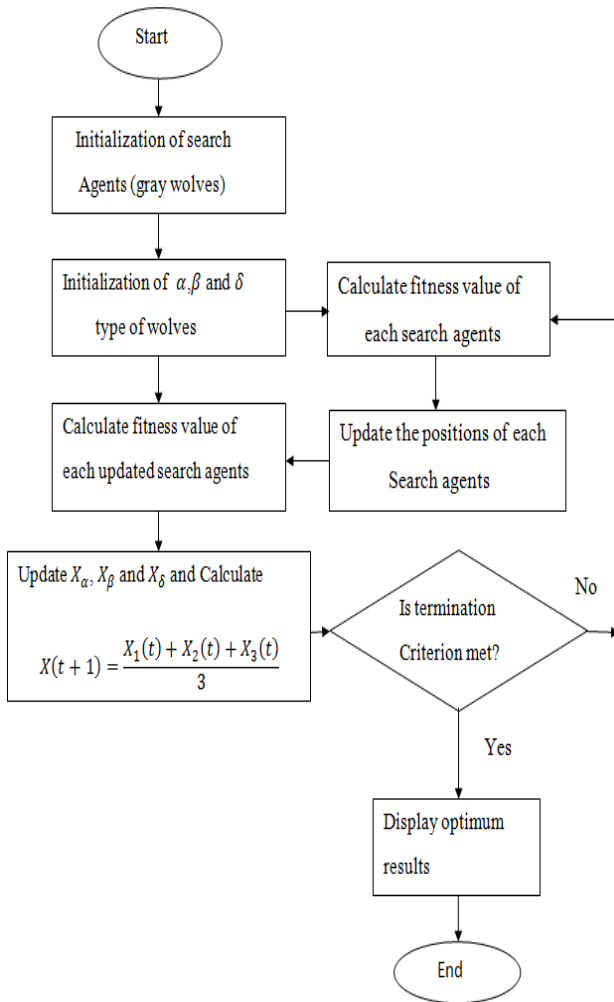 Start
Initialization of search
Agents (gray wolves)
Initialization of α,β and δ
type of wolves
Calculate fitness value of
each search agents
Calculate fitness value of
each updated search agents
Update the positions of each
Search agents
Update X_α, X_β and X_δ and Calculate
X(t + 1) = (X_1(t) + X_2(t) + X_3(t)) / 3
Is termination
Criterion met?
No
Yes
Display optimum
results
End